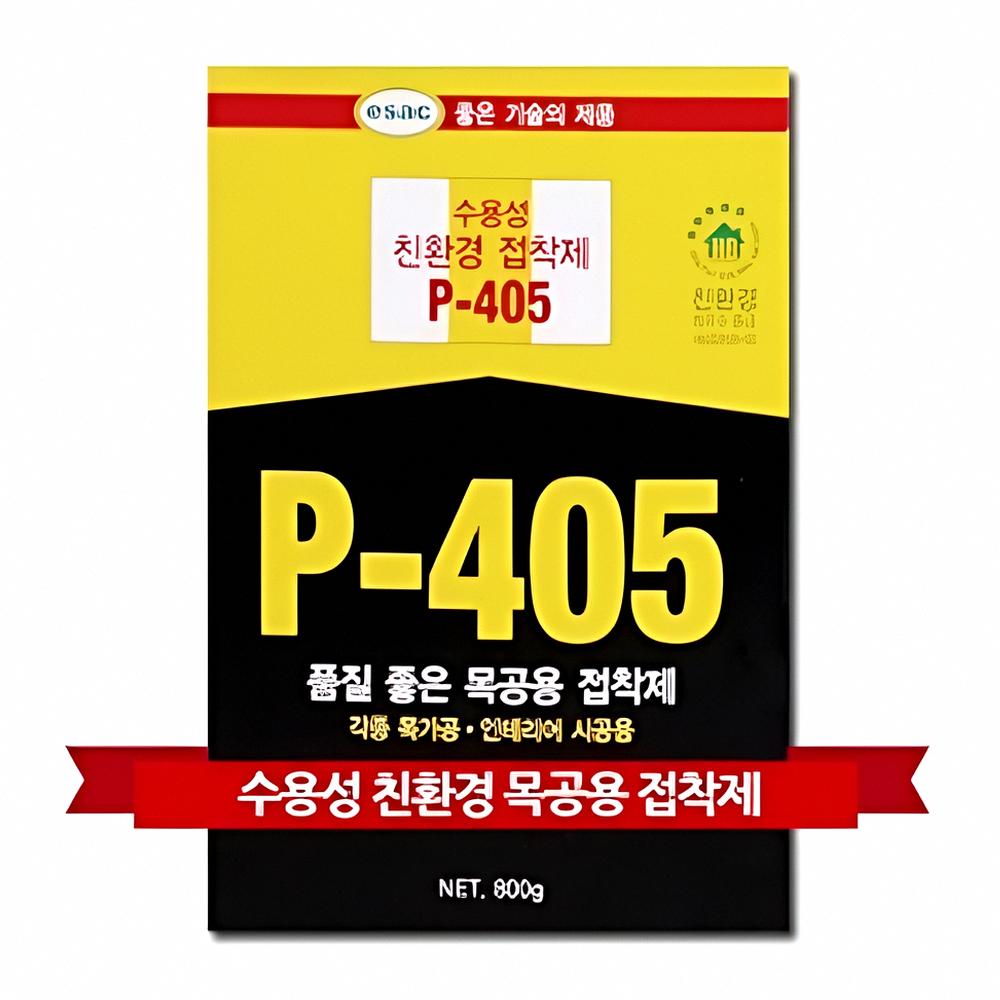 좋은 기술의 제품
수용성
친환경 접착제
P-405
P-405
품질 좋은 목공용 접착제
각종 목가공·인테리어 시공용
수용성 친환경 목공용 접착제
NET. 800g